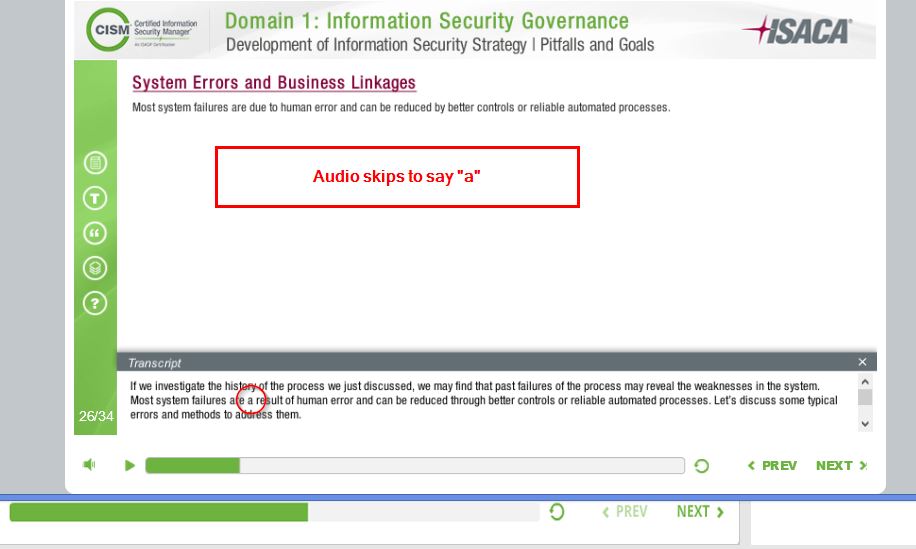 CISM
Certified Information
Security Manager®
An ISACA® Certification
Domain 1: Information Security Governance
Development of Information Security Strategy | Pitfalls and Goals
ISACA®
System Errors and Business Linkages
Most system failures are due to human error and can be reduced by better controls or reliable automated processes.
Audio skips to say "a"
T
“
?
Transcript
If we investigate the history of the process we just discussed, we may find that past failures of the process may reveal the weaknesses in the system.
Most system failures are a result of human error and can be reduced through better controls or reliable automated processes. Let's discuss some typical
errors and methods to address them.
26/34
PREV NEXT
PREV NEXT